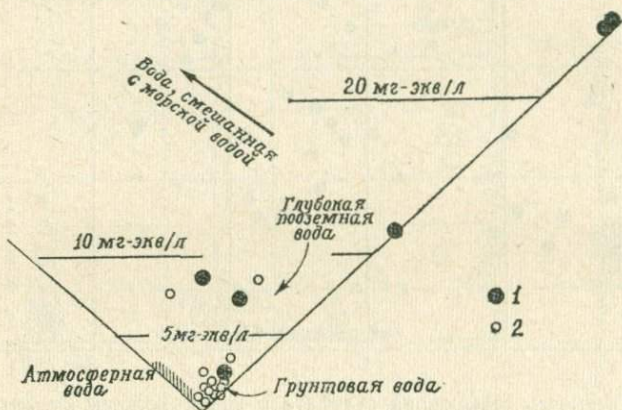 Вода, смешанная
с морской водой
20 мг-экв/л
Глубокая
подземная
вода
10 мг-экв/л
1
2
5мг-экв/л
Атмосферная
вода
Грунтовая вода